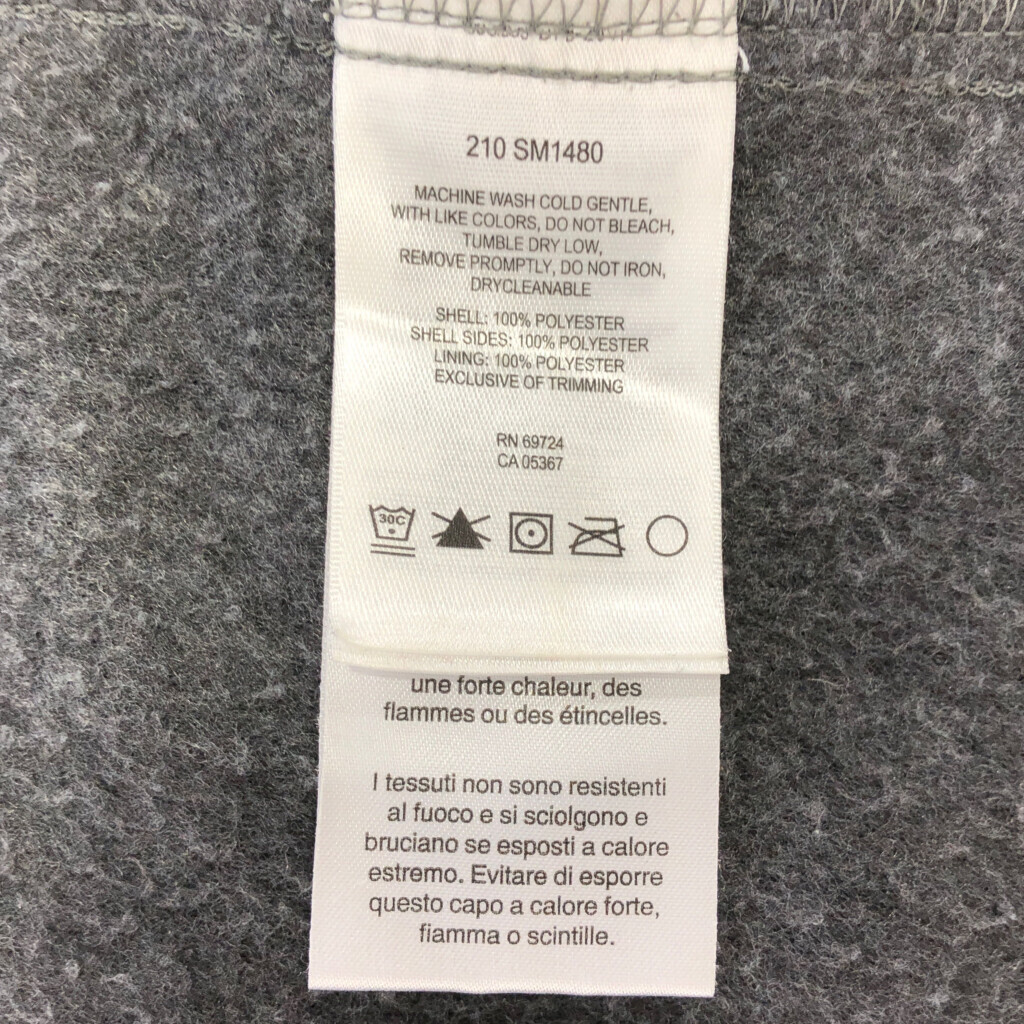 210 SM1480
MACHINE WASH COLD GENTLE,
WITH LIKE COLORS, DO NOT BLEACH,
TUMBLE DRY LOW,
REMOVE PROMPTLY, DO NOT IRON,
DRYCLEANABLE
SHELL: 100% POLYESTER
SHELL SIDES: 100% POLYESTER
LINING: 100% POLYESTER
EXCLUSIVE OF TRIMMING
RN 69724
CA 05367
30C
une forte chaleur, des
flammes ou des étincelles.
I tessuti non sono resistenti
al fuoco e si sciolgono e
bruciano se esposti a calore
estremo. Evitare di esporre
questo capo a calore forte,
fiamma o scintille.